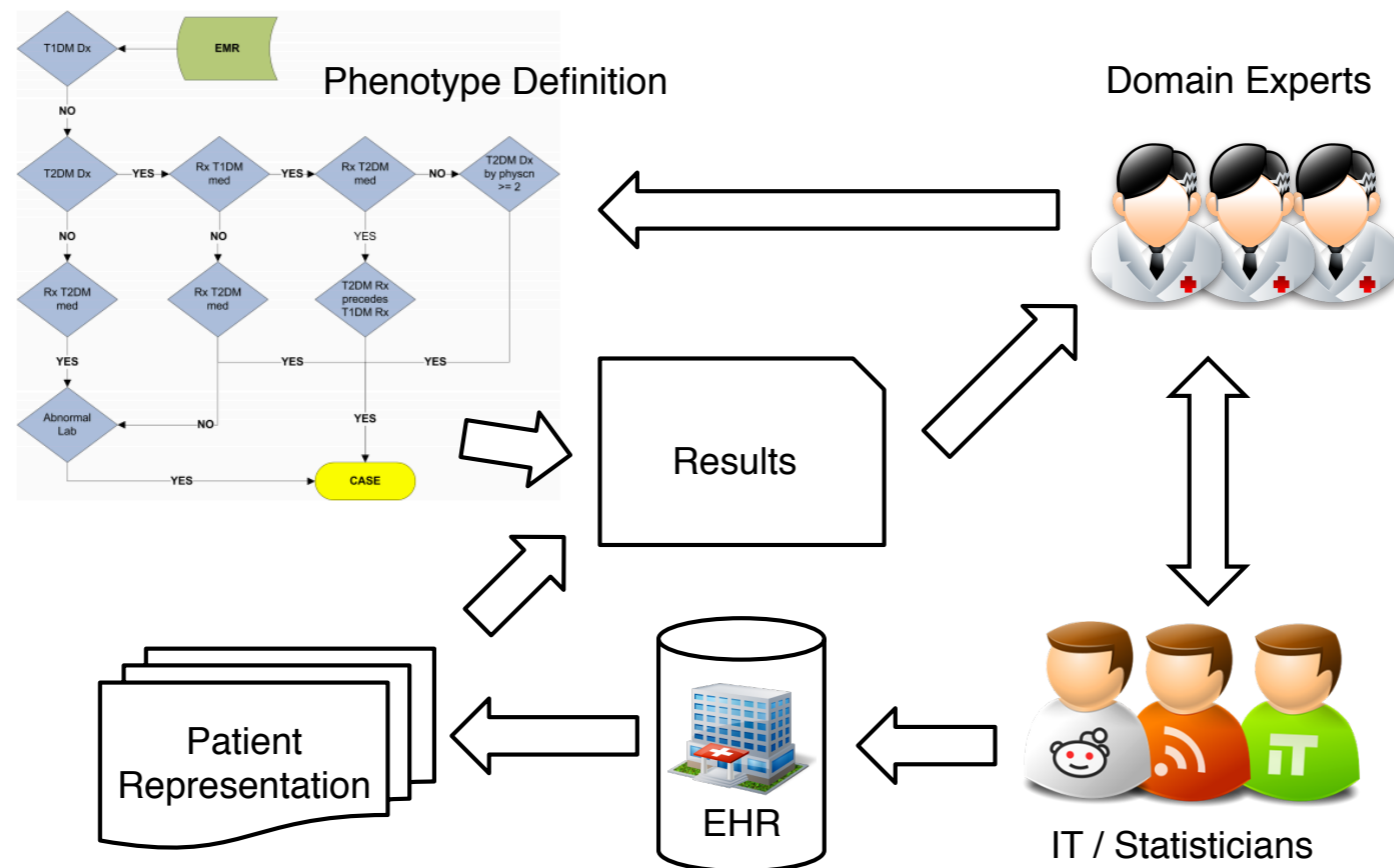 T1DM Dx
EMR
Phenotype Definition
Domain Experts
NO
T2DM Dx
YES
Rx T1DM
med
YES
Rx T2DM
med
NO
T2DM Dx
by physcn
>= 2
NO
NO
YES
Rx T2DM
med
Rx T2DM
med
T2DM Rx
precedes
T1DM Rx
YES
YES
YES
Abnormal
Lab
NO
YES
YES
CASE
Results
Patient
Representation
EHR
iT
IT / Statisticians